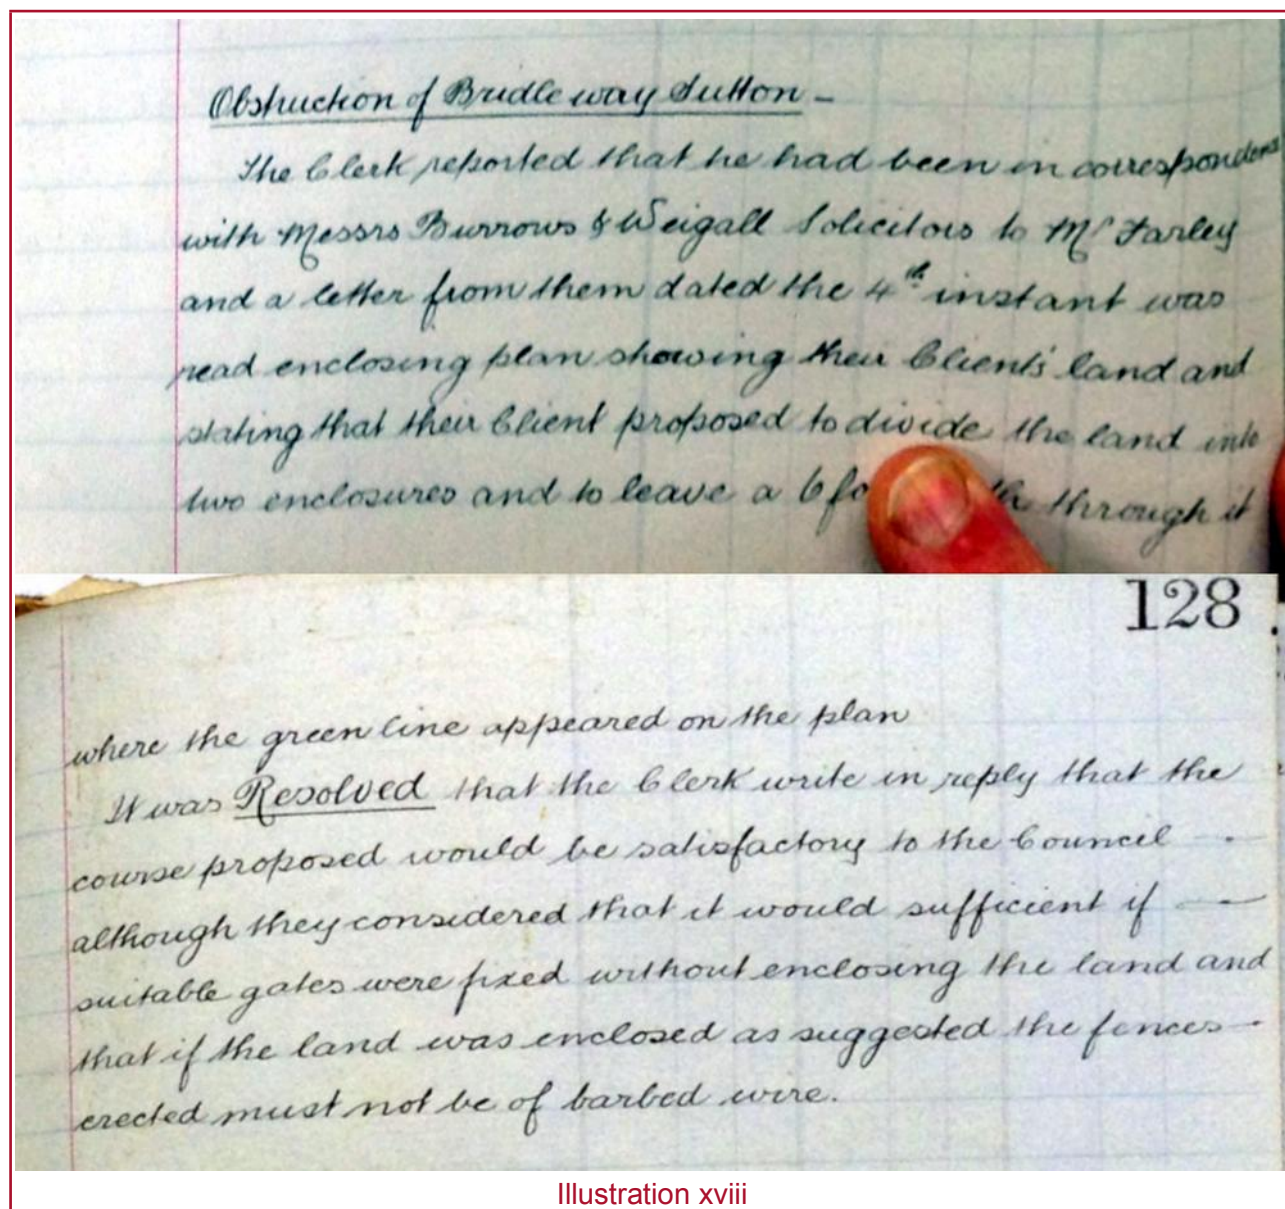 Obstruction of Bridleway Sutton -
The Clerk reported that he had been in correspondence
with Messrs Burrows & Weigall Solicitors to Mr Farley
and a letter from them dated the 4th instant was
read enclosing plan showing their Client's land and
stating that their Client proposed to divide the land into
two enclosures and to leave a 6 through it
128
where the green line appeared on the plan
It was Resolved that the Clerk write in reply that the
course proposed would be satisfactory to the Council —
although they considered that it would sufficient if —
suitable gates were fixed without enclosing the land and
that if the land was enclosed as suggested the fences —
erected must not be of barbed wire.
Illustration xviii